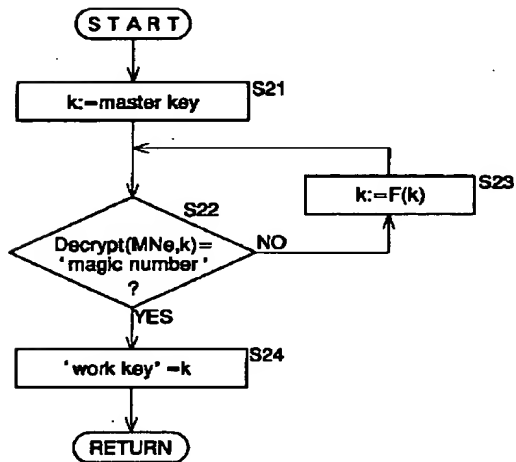 START
S21
k:=master key
S23
k:=F(k)
S22
Decrypt(MNe,k)=
'magic number'
?
NO
YES
S24
'work key' =k
RETURN